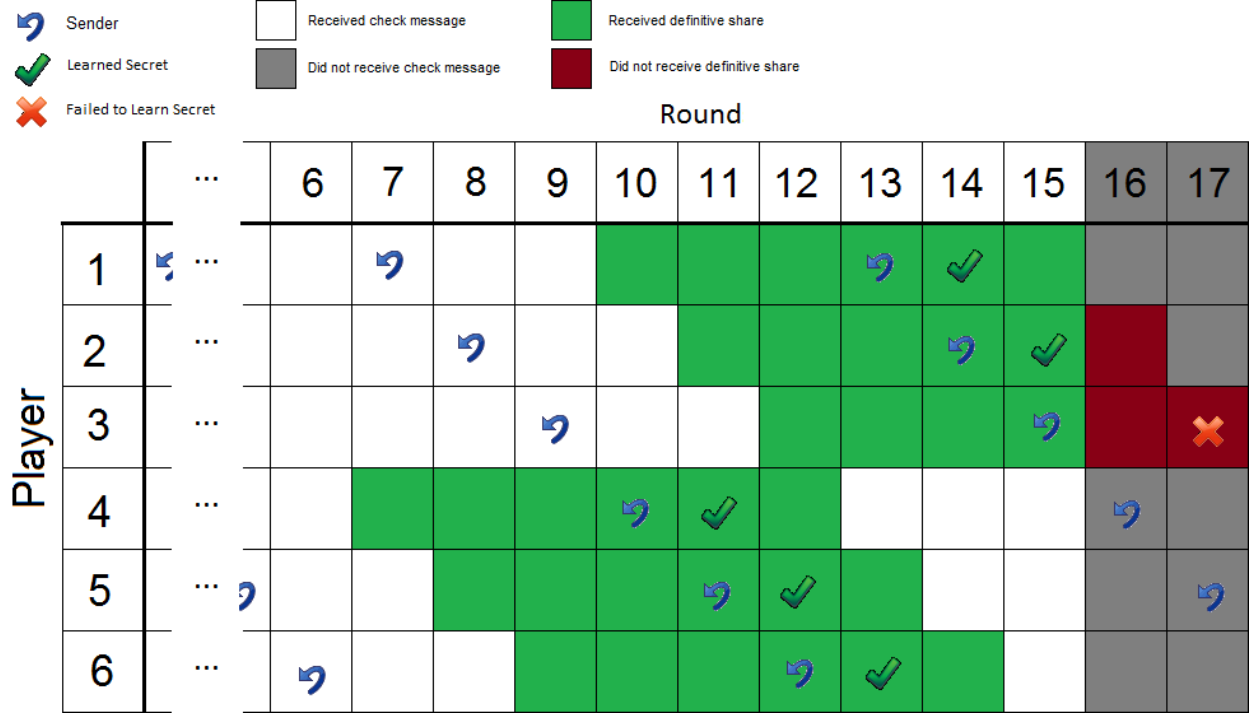 Sender
Received check message
Received definitive share
Learned Secret
Did not receive check message
Did not receive definitive share
Failed to Learn Secret
Round
... 6 7 8 9 10 11 12 13 14 15 16 17
Player
1 ...
2 ...
3 ...
4 ...
5 ...
6 ...